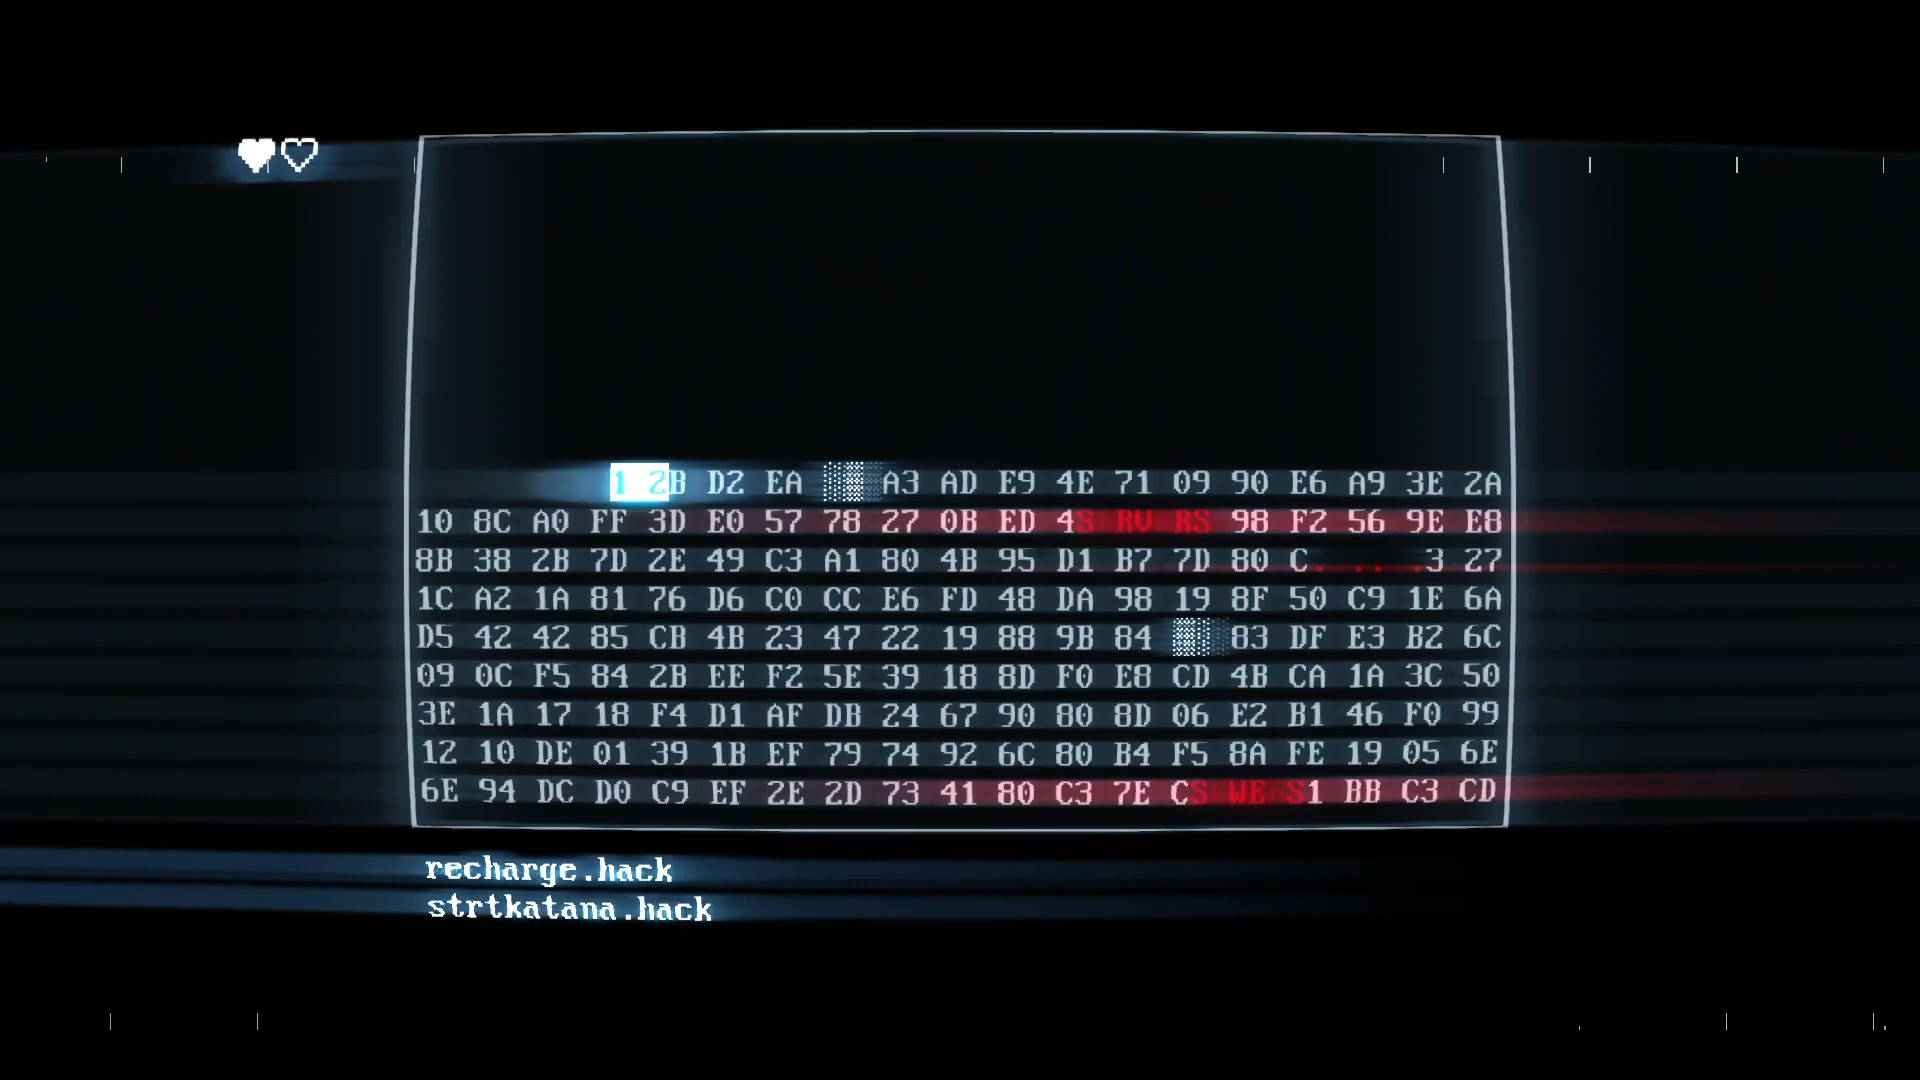 1 2B D2 EA A3 AD E9 4E 71 09 90 E6 A9 3E 2A
10 8C A0 FF 3D E0 57 78 27 0B ED 4S RV RS 98 F2 56 9E E8
8B 38 2B 7D 2E 49 C3 A1 80 4B 95 D1 B7 7D 80 C.....3 27
1C A2 1A 81 76 D6 C0 CC E6 FD 48 DA 98 19 8F 50 C9 1E 6A
D5 42 42 85 CB 4B 23 47 22 19 88 9B 84 83 DF E3 B2 6C
09 0C F5 84 2B EE F2 5E 39 18 8D F0 E8 CD 4B CA 1A 3C 50
3E 1A 17 18 F4 D1 AF DB 24 67 90 80 8D 06 E2 B1 46 F0 99
12 10 DE 01 39 1B EF 79 74 92 6C 80 B4 F5 8A FE 19 05 6E
6E 94 DC D0 C9 EF 2E 2D 73 41 80 C3 7E CS WE S1 BB C3 CD
recharge.hack
strtkatana.hack